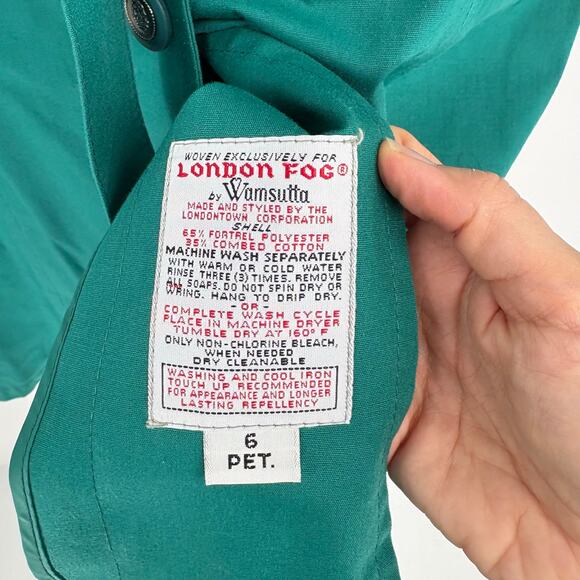 WOVEN EXCLUSIVELY FOR
LONDON FOG®
by Wamsutta
MADE AND STYLED BY THE
LONDONTOWN CORPORATION
SHELL
65% FORTREL POLYESTER
35% COMBED COTTON
MACHINE WASH SEPARATELY
WITH WARM OR COLD WATER
RINSE THREE (3) TIMES. REMOVE
ALL SOAPS. DO NOT SPIN DRY OR
WRING. HANG TO DRIP DRY.
-OR-
COMPLETE WASH CYCLE
PLACE IN MACHINE DRYER
TUMBLE DRY AT 160° F
ONLY NON-CHLORINE BLEACH,
WHEN NEEDED
DRY CLEANABLE
WASHING AND COOL IRON
TOUCH UP RECOMMENDED
FOR APPEARANCE AND LONGER
LASTING REPELLENCY
6
PET.